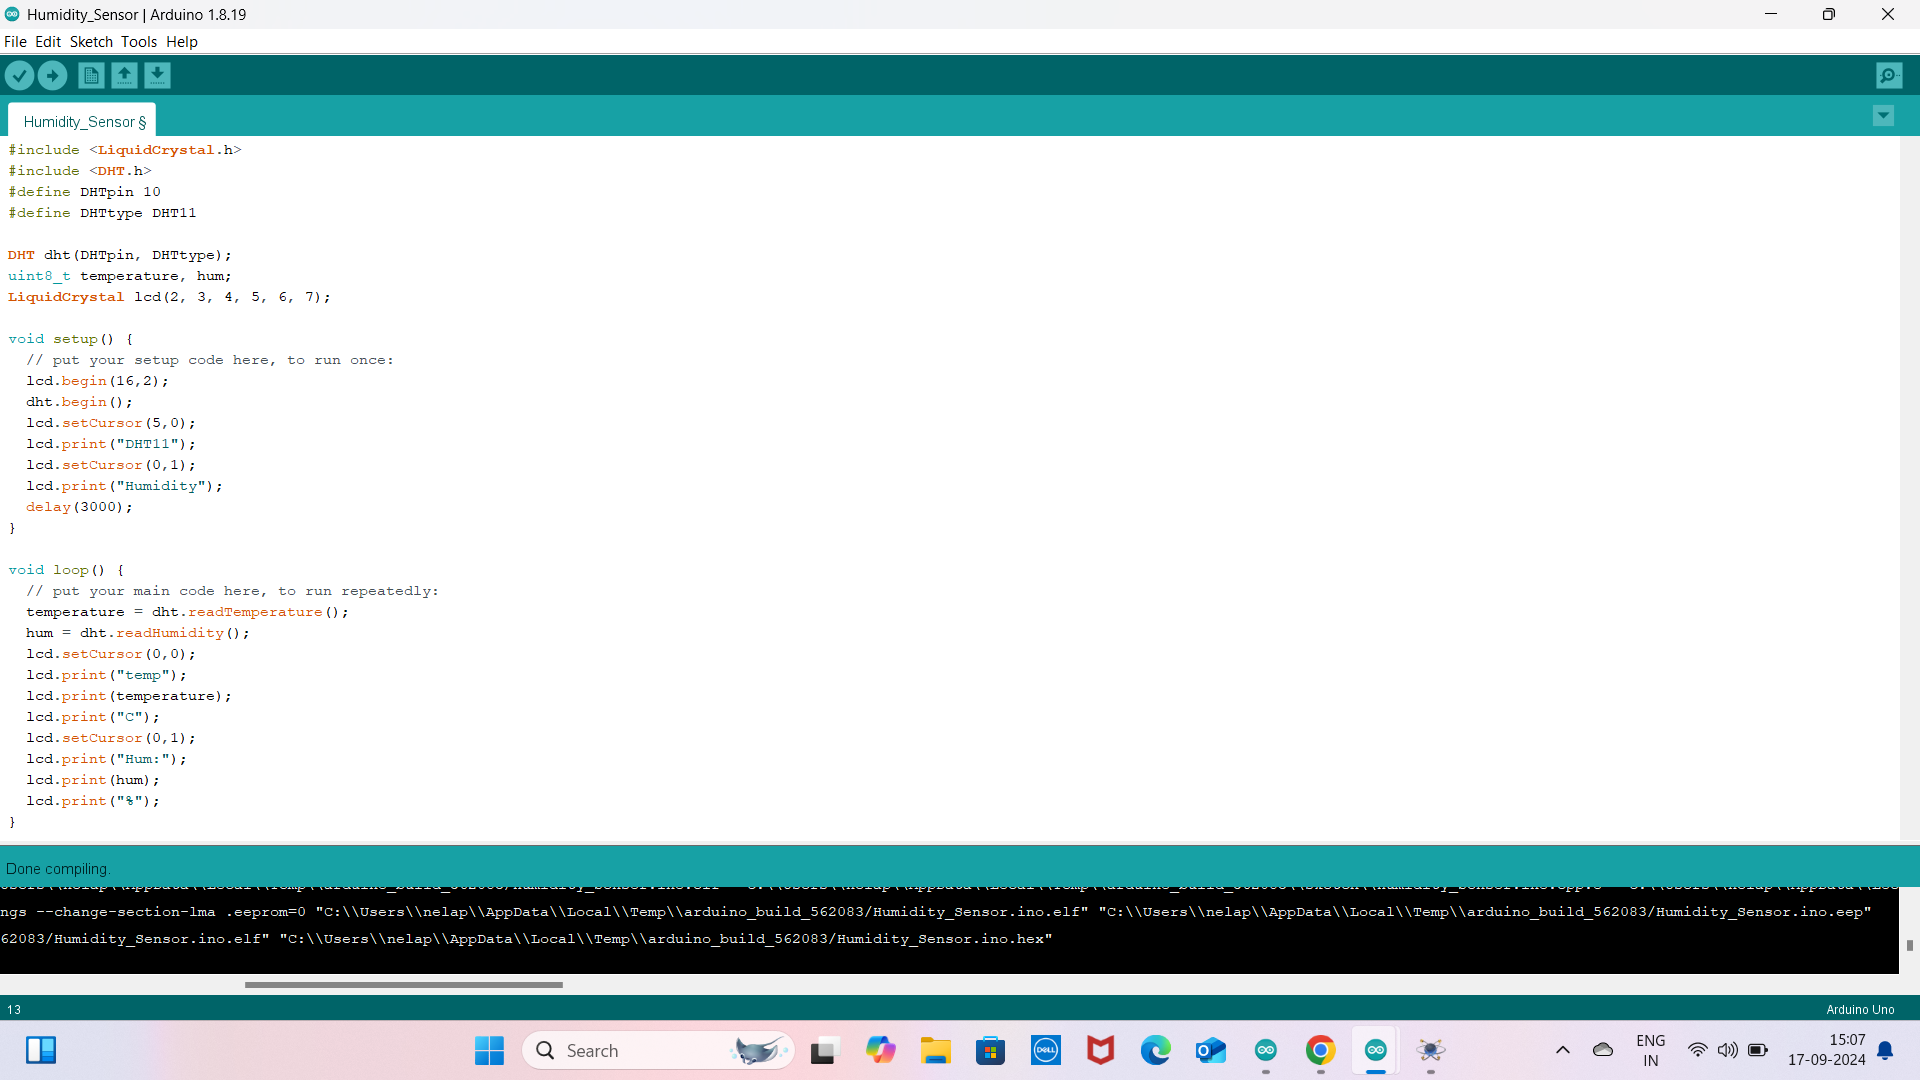 Humidity_Sensor | Arduino 1.8.19
File Edit Sketch Tools Help
Humidity_Sensor §
#include <LiquidCrystal.h>
#include <DHT.h>
#define DHTpin 10
#define DHTtype DHT11
DHT dht(DHTpin, DHTtype);
uint8_t temperature, hum;
LiquidCrystal lcd(2, 3, 4, 5, 6, 7);
void setup() {
  // put your setup code here, to run once:
  lcd.begin(16,2);
  dht.begin();
  lcd.setCursor(5,0);
  lcd.print("DHT11");
  lcd.setCursor(0,1);
  lcd.print("Humidity");
  delay(3000);
}
void loop() {
  // put your main code here, to run repeatedly:
  temperature = dht.readTemperature();
  hum = dht.readHumidity();
  lcd.setCursor(0,0);
  lcd.print("temp");
  lcd.print(temperature);
  lcd.print("C");
  lcd.setCursor(0,1);
  lcd.print("Hum:");
  lcd.print(hum);
  lcd.print("%");
}
Done compiling.
ngs --change-section-lma .eeprom=0 "C:\\Users\\nelap\\AppData\\Local\\Temp\\arduino_build_562083/Humidity_Sensor.ino.elf" "C:\\Users\\nelap\\AppData\\Local\\Temp\\arduino_build_562083/Humidity_Sensor.ino.eep"
62083/Humidity_Sensor.ino.elf" "C:\\Users\\nelap\\AppData\\Local\\Temp\\arduino_build_562083/Humidity_Sensor.ino.hex"
13
Arduino Uno
Search
DELL
ENG
IN
15:07
17-09-2024